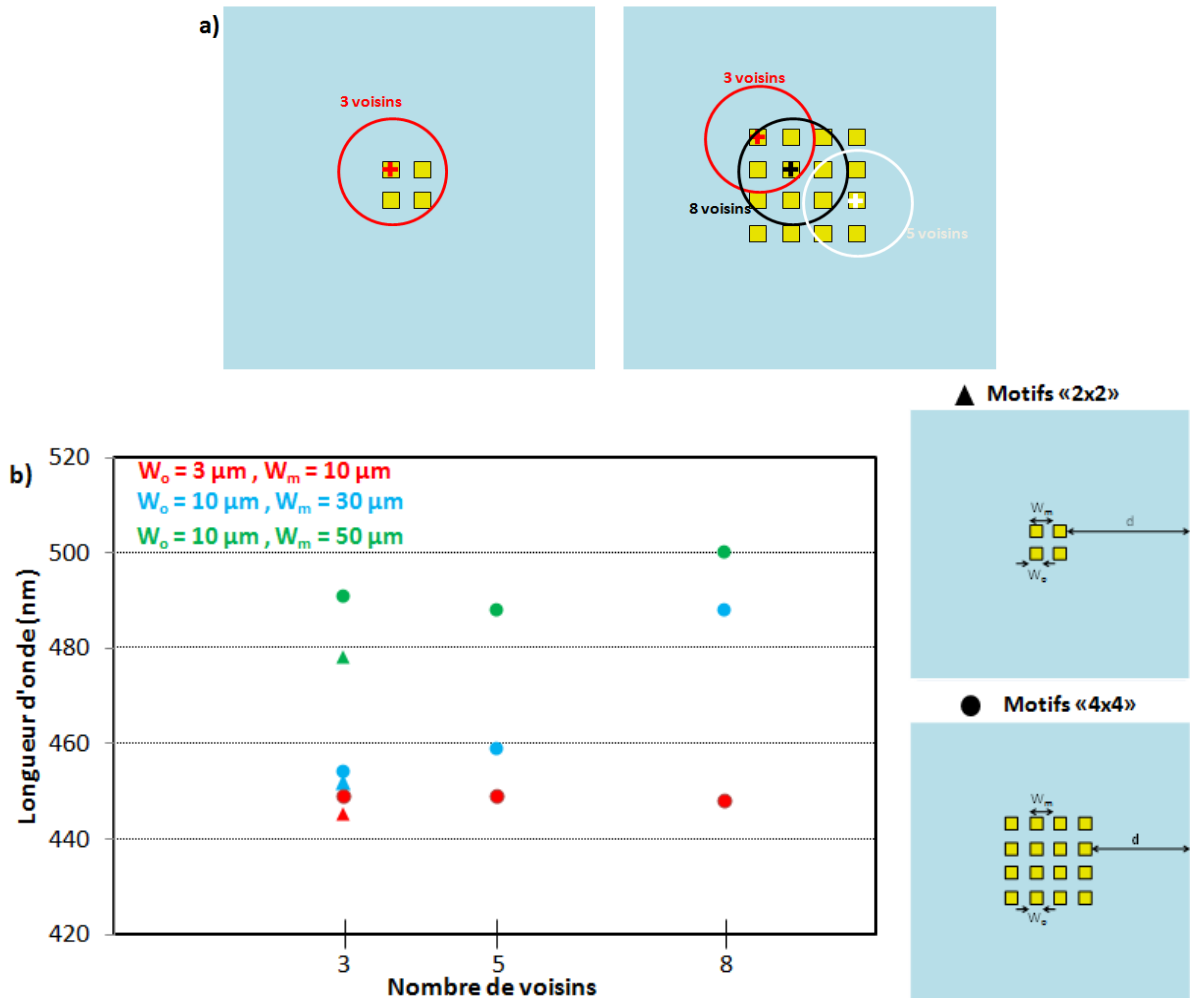 a)
3 voisins
3 voisins
8 voisins
5 voisins
▲ Motifs «2x2»
Wm
d
Wo
● Motifs «4x4»
Wm
d
Wo
b)
Wo = 3 µm , Wm = 10 µm
Wo = 10 µm , Wm = 30 µm
Wo = 10 µm , Wm = 50 µm
520
500
480
460
440
420
Longueur d'onde(nm)
3
5
8
Nombre de voisins